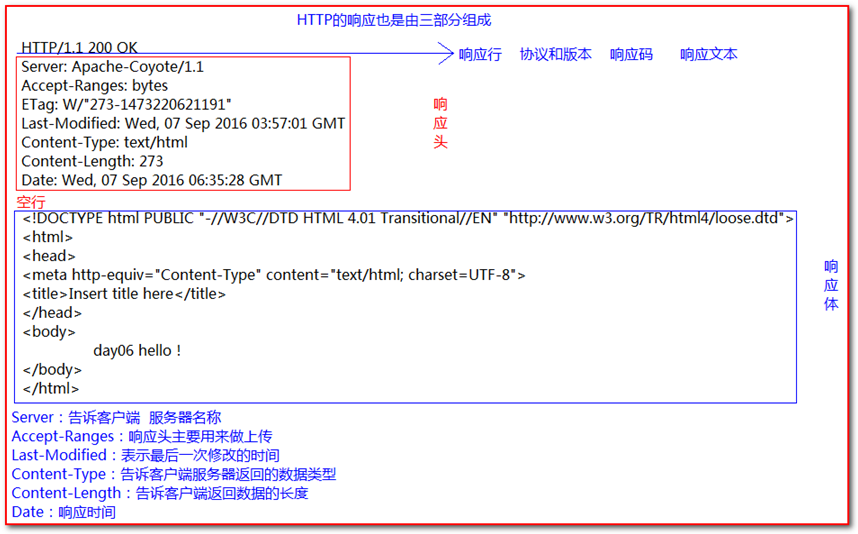 HTTP的响应也是由三部分组成
HTTP/1.1 200 OK
响应行 协议和版本 响应码 响应文本
Server: Apache-Coyote/1.1
Accept-Ranges: bytes
ETag: W/"273-1473220621191"
Last-Modified: Wed, 07 Sep 2016 03:57:01 GMT
Content-Type: text/html
Content-Length: 273
Date: Wed, 07 Sep 2016 06:35:28 GMT
响
应
头
空行
<!DOCTYPE html PUBLIC "-//W3C//DTD HTML 4.01 Transitional//EN" "http://www.w3.org/TR/html4/loose.dtd">
<html>
<head>
<meta http-equiv="Content-Type" content="text/html; charset=UTF-8">
<title>Insert title here</title>
</head>
<body>
day06 hello！
</body>
</html>
响
应
体
Server：告诉客户端 服务器名称
Accept-Ranges：响应头主要用来做上传
Last-Modified：表示最后一次修改的时间
Content-Type：告诉客户端服务器返回的数据类型
Content-Length：告诉客户端返回数据的长度
Date：响应时间